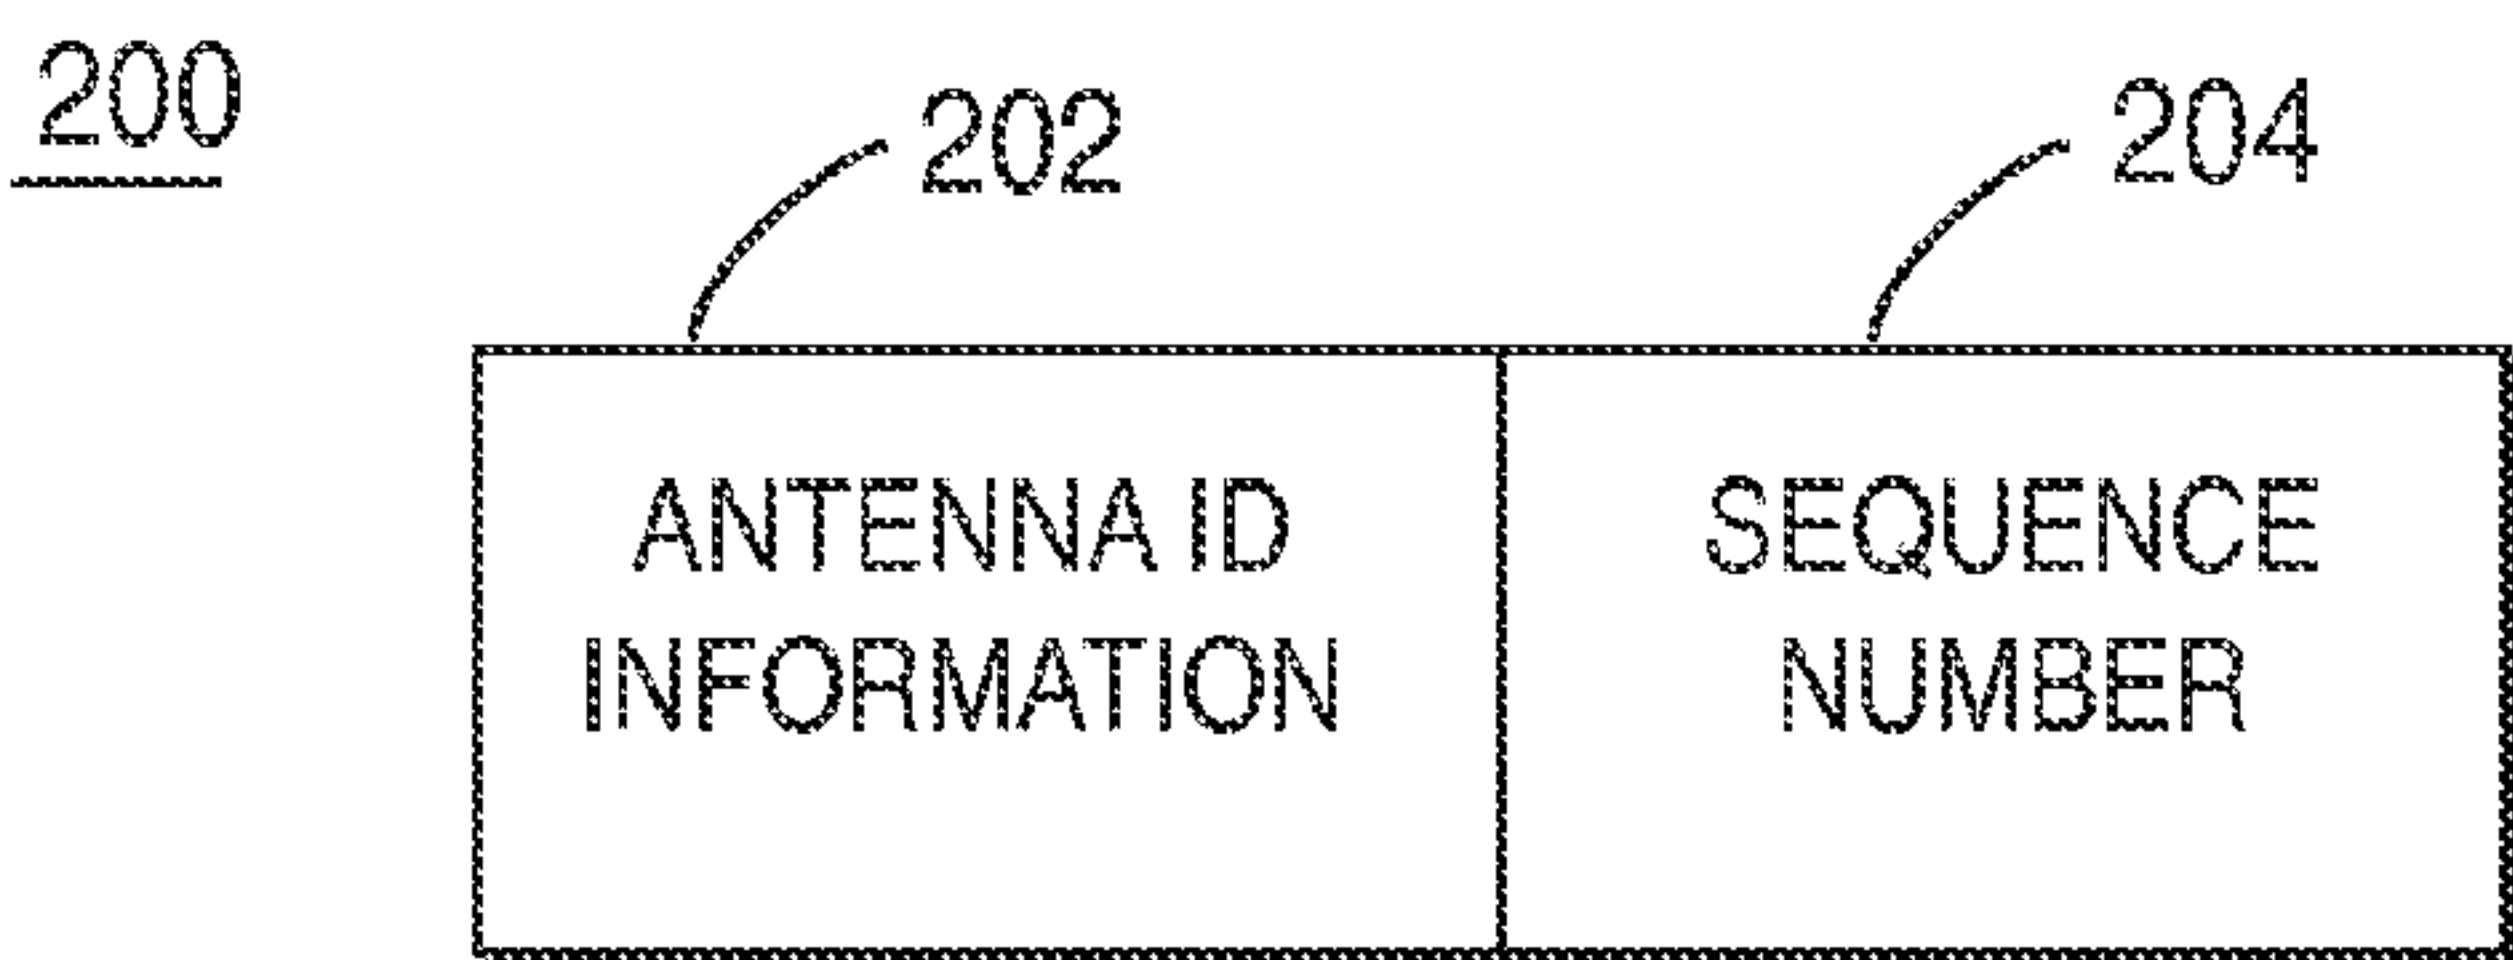 200
202
204
ANTENNA ID
INFORMATION
SEQUENCE
NUMBER